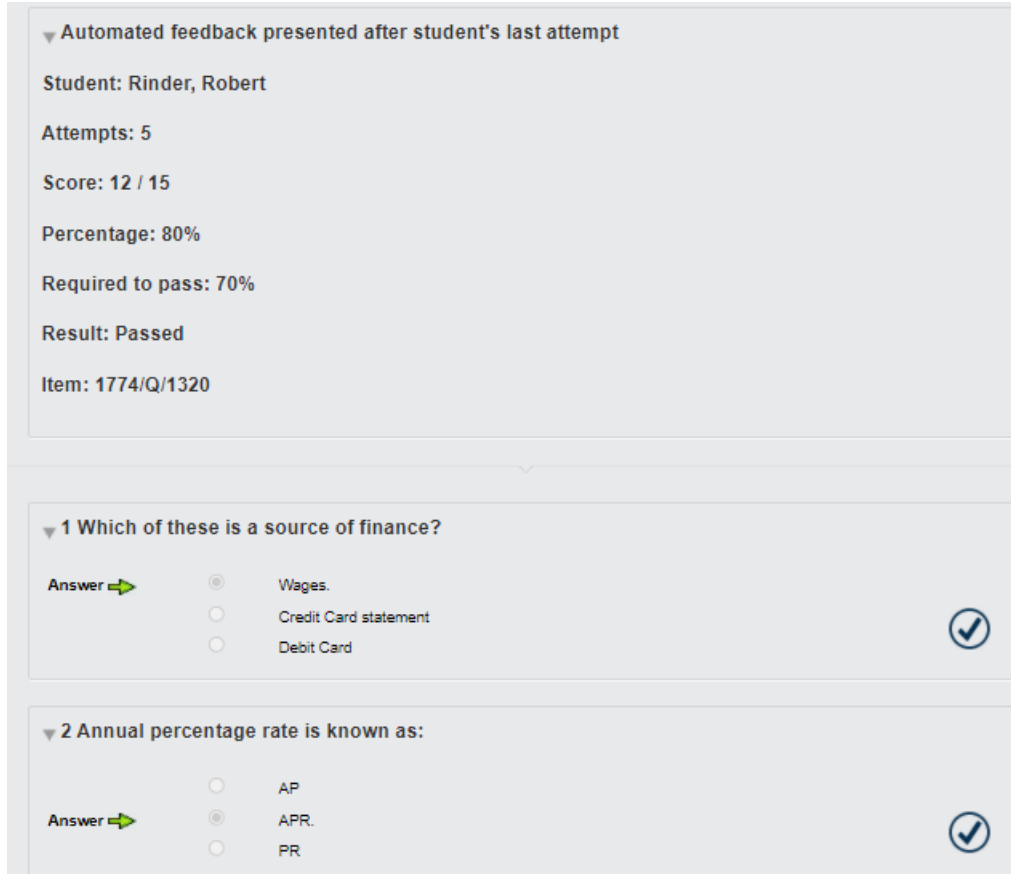 Automated feedback presented after student's last attempt
Student: Rinder, Robert
Attempts: 5
Score: 12 / 15
Percentage: 80%
Required to pass: 70%
Result: Passed
Item: 1774/Q/1320
1 Which of these is a source of finance?
Answer Wages.
Credit Card statement
Debit Card
2 Annual percentage rate is known as:
AP
Answer APR.
PR